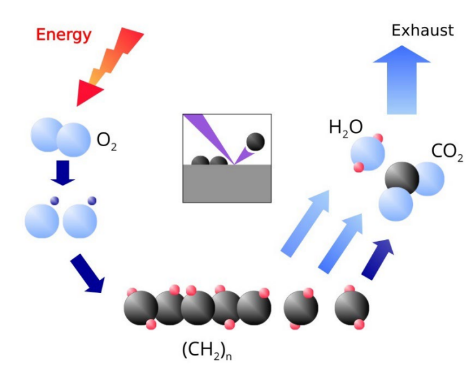 Energy
Exhaust
O₂
H₂O
CO₂
(CH₂)ₙ